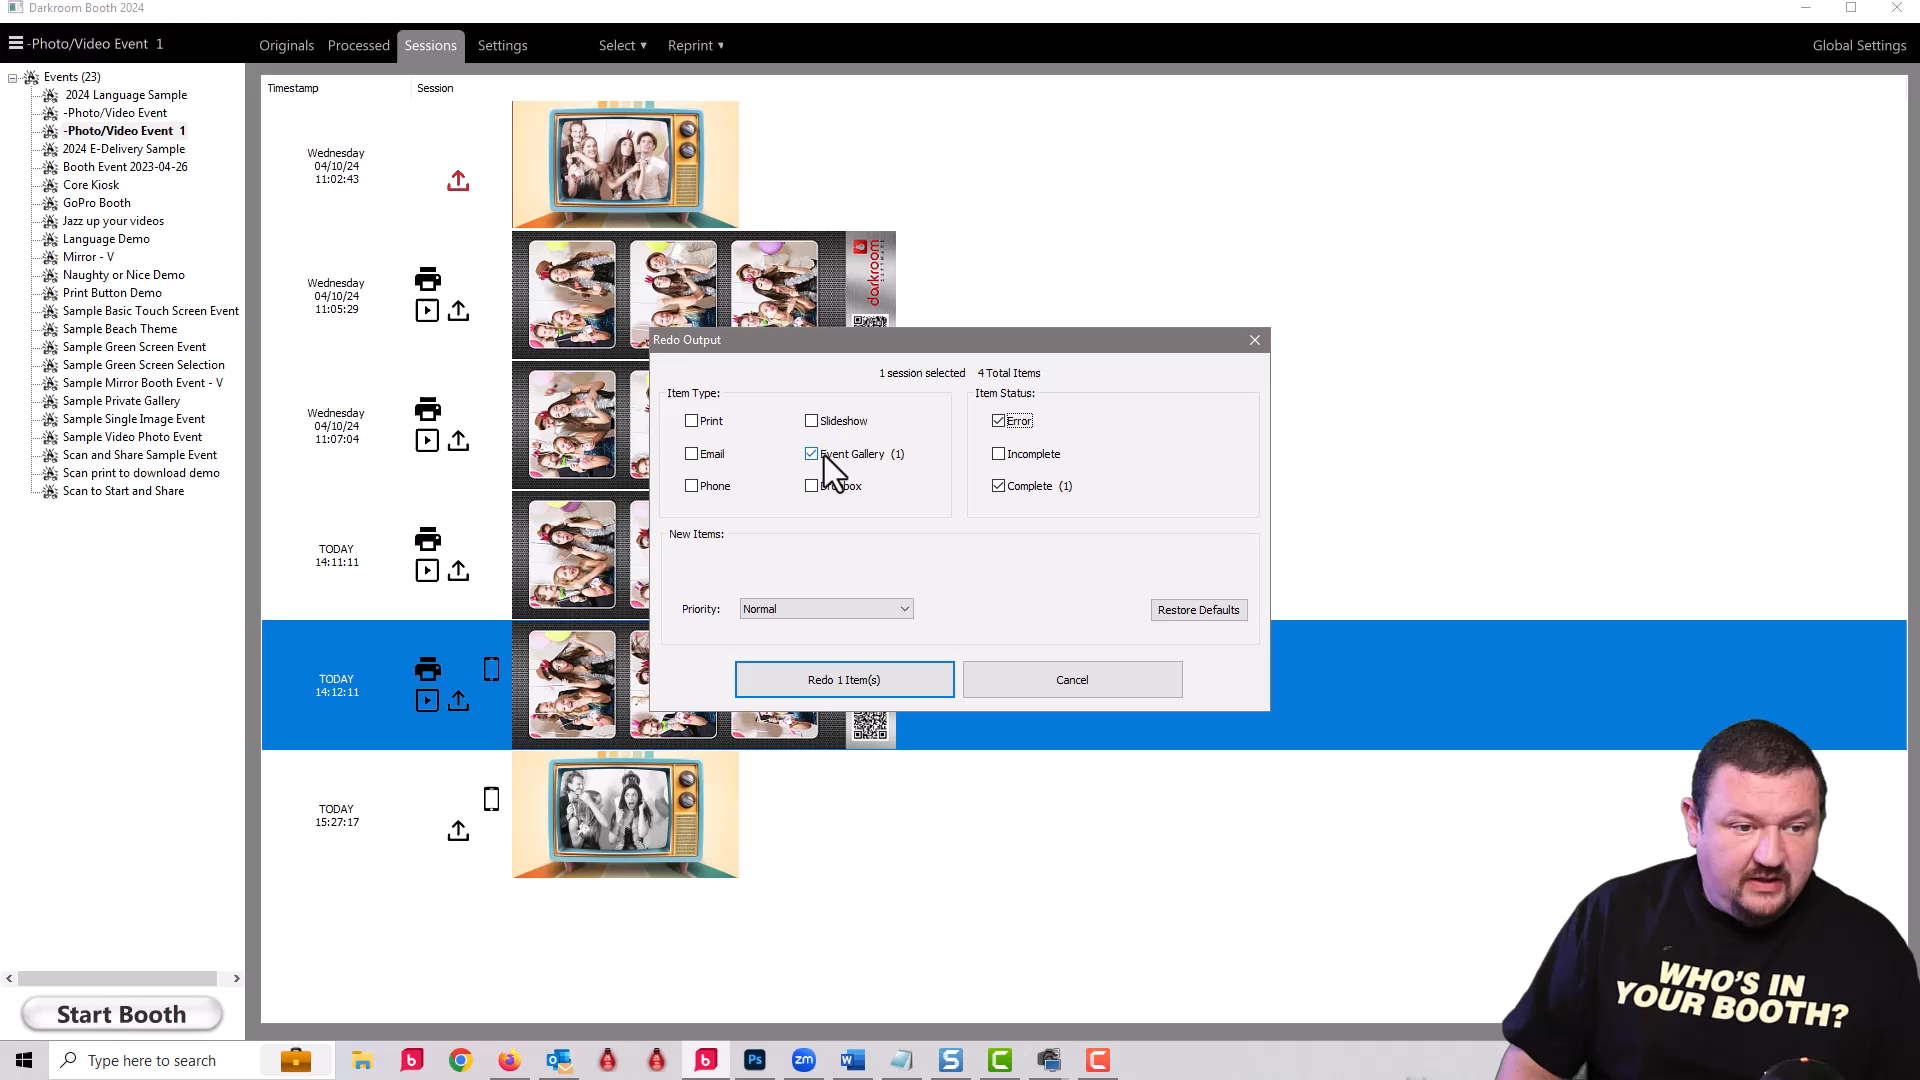 Darkroom Booth 2024
-Photo/Video Event 1
Originals
Processed
Sessions
Settings
Select ▾
Reprint ▾
Global Settings
Events (23)
2024 Language Sample
-Photo/Video Event
-Photo/Video Event 1
2024 E-Delivery Sample
Booth Event 2023-04-26
Core Kiosk
GoPro Booth
Jazz up your videos
Language Demo
Mirror - V
Naughty or Nice Demo
Print Button Demo
Sample Basic Touch Screen Event
Sample Beach Theme
Sample Green Screen Event
Sample Green Screen Selection
Sample Mirror Booth Event - V
Sample Private Gallery
Sample Single Image Event
Sample Video Photo Event
Scan and Share Sample Event
Scan print to download demo
Scan to Start and Share
Start Booth
Timestamp
Session
Wednesday
04/10/24
11:02:43
Wednesday
04/10/24
11:05:29
darkroom
SOFTWARE
Wednesday
04/10/24
11:07:04
TODAY
14:11:11
TODAY
14:12:11
TODAY
15:27:17
Redo Output
1 session selected 4 Total Items
Item Type:
Print
Slideshow
Email
Event Gallery (1)
Phone
Item Status:
Error
Incomplete
Complete (1)
New Items:
Priority:
Normal
Restore Defaults
Redo 1 Item(s)
Cancel
WHO'S IN
YOUR BOOTH?
Type here to search
b
b
Ps
zm
W
S
C
C